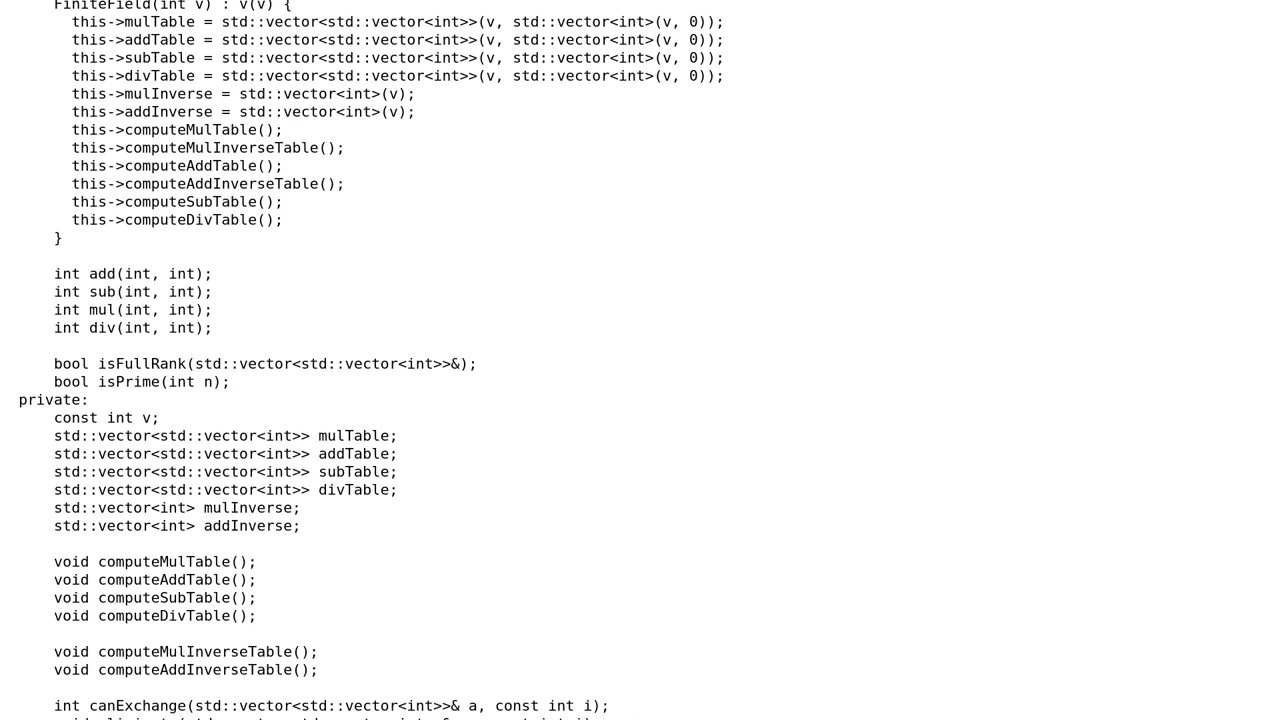 FiniteField(int v) : v(v) {
this->mulTable = std::vector<std::vector<int>>(v, std::vector<int>(v, 0));
this->addTable = std::vector<std::vector<int>>(v, std::vector<int>(v, 0));
this->subTable = std::vector<std::vector<int>>(v, std::vector<int>(v, 0));
this->divTable = std::vector<std::vector<int>>(v, std::vector<int>(v, 0));
this->mulInverse = std::vector<int>(v);
this->addInverse = std::vector<int>(v);
this->computeMulTable();
this->computeMulInverseTable();
this->computeAddTable();
this->computeAddInverseTable();
this->computeSubTable();
this->computeDivTable();
}
int add(int, int);
int sub(int, int);
int mul(int, int);
int div(int, int);
bool isFullRank(std::vector<std::vector<int>>&);
bool isPrime(int n);
private:
const int v;
std::vector<std::vector<int>> mulTable;
std::vector<std::vector<int>> addTable;
std::vector<std::vector<int>> subTable;
std::vector<std::vector<int>> divTable;
std::vector<int> mulInverse;
std::vector<int> addInverse;
void computeMulTable();
void computeAddTable();
void computeSubTable();
void computeDivTable();
void computeMulInverseTable();
void computeAddInverseTable();
int canExchange(std::vector<std::vector<int>>& a, const int i);